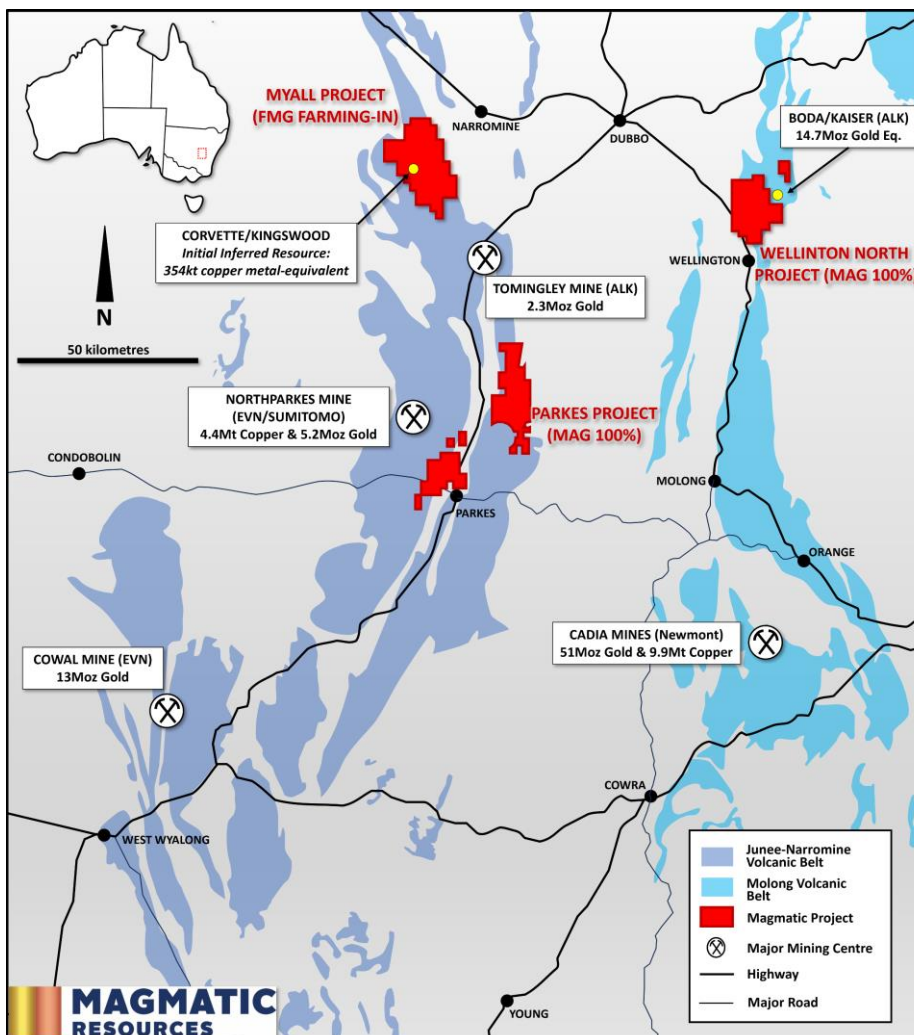 MYALL PROJECT
(FMG FARMING-IN)
NARROMINE
DUBBO
BODA/KAISER (ALK)
14.7Moz Gold Eq.
CORVETTE/KINGSWOOD
Initial Inferred Resource:
354kt copper metal-equivalent
WELLINGTON
WELLINTON NORTH
PROJECT (MAG 100%)
N
50 kilometres
TOMINGLEY MINE (ALK)
2.3Moz Gold
NORTHPARKES MINE
(EVN/SUMITOMO)
4.4Mt Copper & 5.2Moz Gold
PARKES PROJECT
(MAG 100%)
CONDOBOLIN
PARKES
MOLONG
ORANGE
COWAL MINE (EVN)
13Moz Gold
CADIA MINES (Newmont)
51Moz Gold & 9.9Mt Copper
COWRA
WEST WYALONG
YOUNG
Junee-Narromine
Volcanic Belt
Molong Volcanic
Belt
Magmatic Project
Major Mining Centre
Highway
Major Road
MAGMATIC
RESOURCES